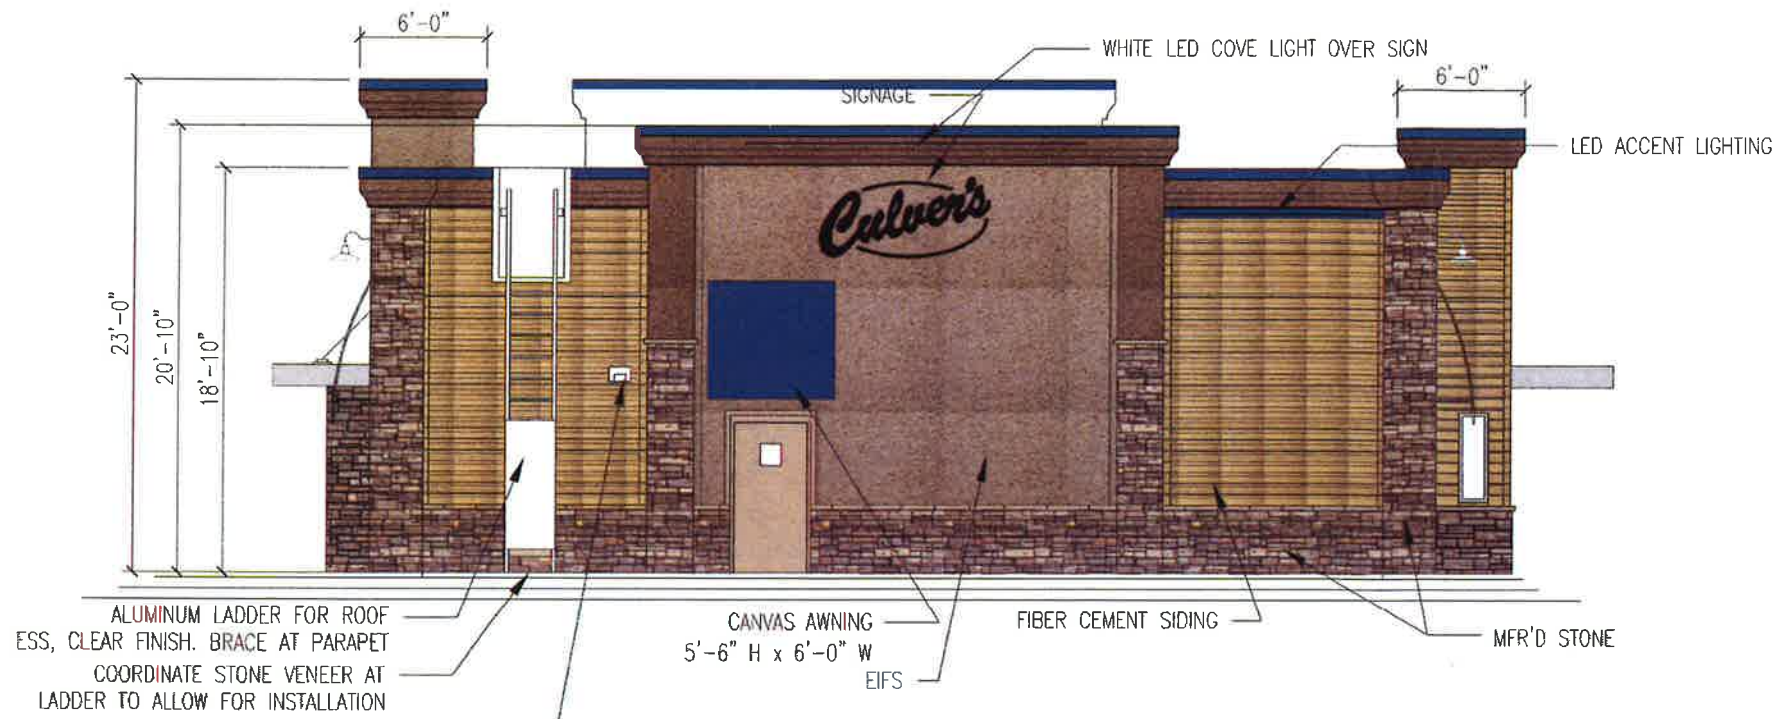 6'-0"
WHITE LED COVE LIGHT OVER SIGN
6'-0"
SIGNAGE
LED ACCENT LIGHTING
Culver's
23'-0"
20'-10"
18'-10"
ALUMINUM LADDER FOR ROOF
ESS, CLEAR FINISH. BRACE AT PARAPET
COORDINATE STONE VENEER AT
LADDER TO ALLOW FOR INSTALLATION
CANVAS AWNING
5'-6" H x 6'-0" W
EIFS
FIBER CEMENT SIDING
MFR'D STONE